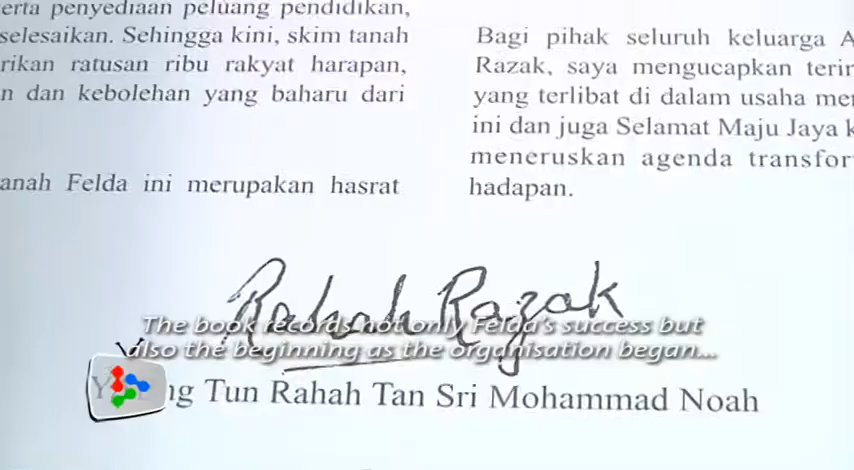 erta penyediaan peluang pendidikan,
selesaikan. Sehingga kini, skim tanah
rikan ratusan ribu rakyat harapan,
n dan kebolehan yang baharu dari
anah Felda ini merupakan hasrat
Bagi pihak seluruh keluarga A
Razak, saya mengucapkan terir
yang terlibat di dalam usaha mer
ini dan juga Selamat Maju Jaya k
meneruskan agenda transfor
hadapan.
Rahah Razak
The book records not only Felda's success but
also the beginning as the organisation began...
ng Tun Rahah Tan Sri Mohammad Noah